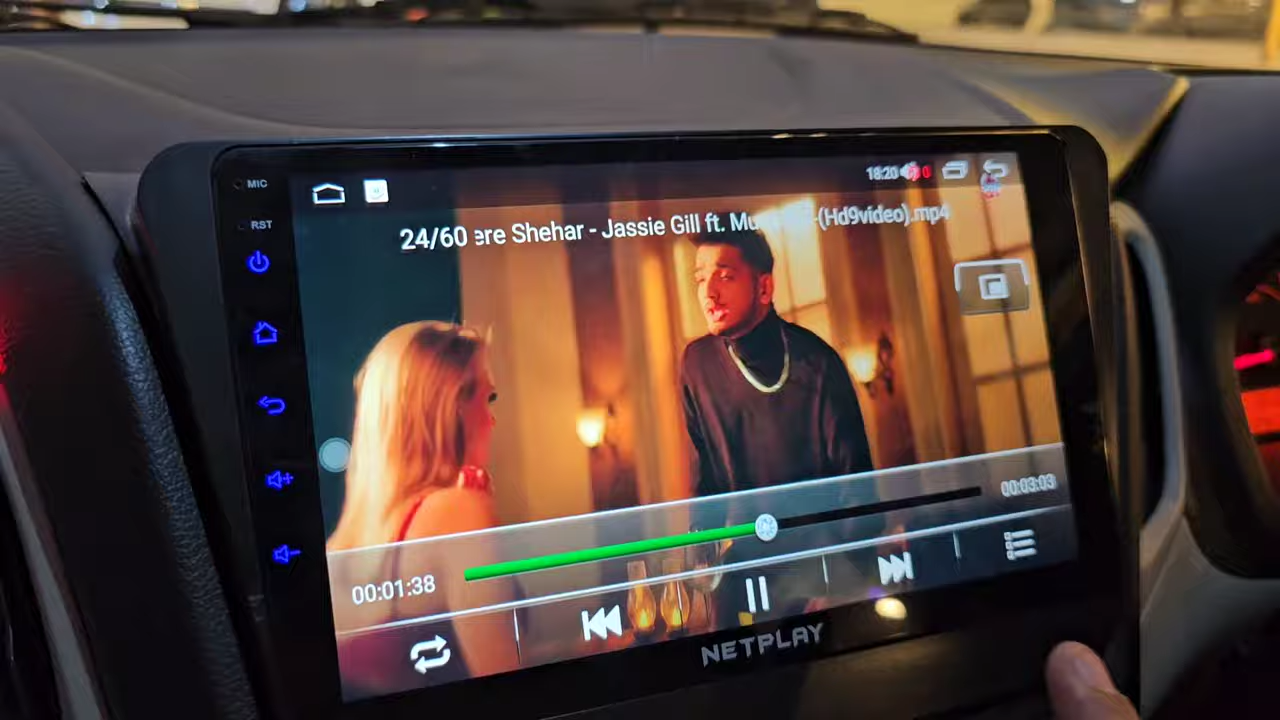 MIC
18:20
RST
24/60 ere Shehar - Jassie Gill ft. Mu -(Hd9video).mp4
00:03:03
00:01:38
NETPLAY